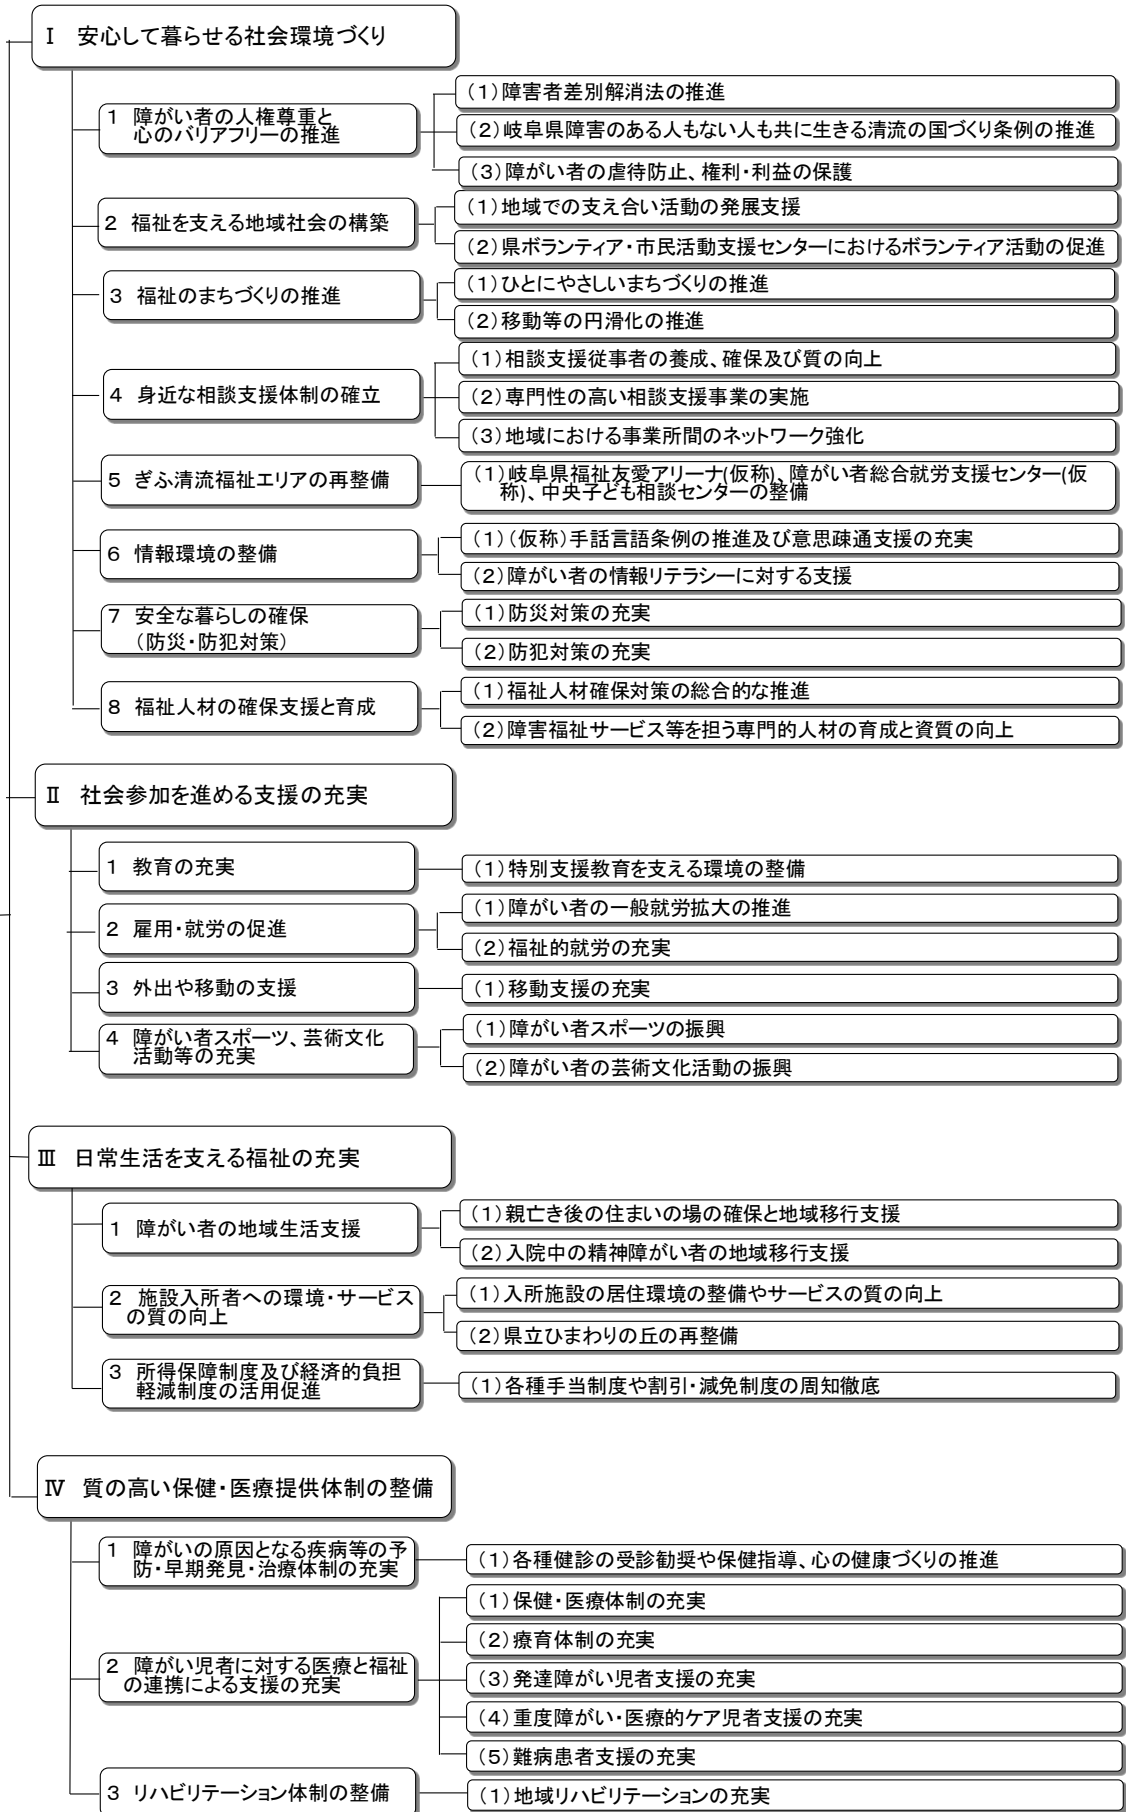 Ⅰ 安心して暮らせる社会環境づくり
1 障がい者の人権尊重と
心のバリアフリーの推進
(1)障害者差別解消法の推進
(2)岐阜県障害のある人もない人も共に生きる清流の国づくり条例の推進
(3)障がい者の虐待防止、権利・利益の保護
2 福祉を支える地域社会の構築
(1)地域での支え合い活動の発展支援
(2)県ボランティア・市民活動支援センターにおけるボランティア活動の促進
3 福祉のまちづくりの推進
(1)ひとにやさしいまちづくりの推進
(2)移動等の円滑化の推進
4 身近な相談支援体制の確立
(1)相談支援従事者の養成、確保及び質の向上
(2)専門性の高い相談支援事業の実施
(3)地域における事業所間のネットワーク強化
5 ぎふ清流福祉エリアの再整備
(1)岐阜県福祉友愛アリーナ(仮称)、障がい者総合就労支援センター(仮
称)、中央子ども相談センターの整備
6 情報環境の整備
(1)(仮称)手話言語条例の推進及び意思疎通支援の充実
(2)障がい者の情報リテラシーに対する支援
7 安全な暮らしの確保
(防災・防犯対策)
(1)防災対策の充実
(2)防犯対策の充実
8 福祉人材の確保支援と育成
(1)福祉人材確保対策の総合的な推進
(2)障害福祉サービス等を担う専門的人材の育成と資質の向上
Ⅱ 社会参加を進める支援の充実
1 教育の充実
(1)特別支援教育を支える環境の整備
2 雇用・就労の促進
(1)障がい者の一般就労拡大の推進
(2)福祉的就労の充実
3 外出や移動の支援
(1)移動支援の充実
4 障がい者スポーツ、芸術文化
活動等の充実
(1)障がい者スポーツの振興
(2)障がい者の芸術文化活動の振興
Ⅲ 日常生活を支える福祉の充実
1 障がい者の地域生活支援
(1)親亡き後の住まいの場の確保と地域移行支援
(2)入院中の精神障がい者の地域移行支援
2 施設入所者への環境・サービス
の質の向上
(1)入所施設の居住環境の整備やサービスの質の向上
(2)県立ひまわりの丘の再整備
3 所得保障制度及び経済的負担
軽減制度の活用促進
(1)各種手当制度や割引・減免制度の周知徹底
Ⅳ 質の高い保健・医療提供体制の整備
1 障がいの原因となる疾病等の予
防・早期発見・治療体制の充実
(1)各種健診の受診勧奨や保健指導、心の健康づくりの推進
2 障がい児者に対する医療と福祉
の連携による支援の充実
(1)保健・医療体制の充実
(2)療育体制の充実
(3)発達障がい児者支援の充実
(4)重度障がい・医療的ケア児者支援の充実
(5)難病患者支援の充実
3 リハビリテーション体制の整備
(1)地域リハビリテーションの充実